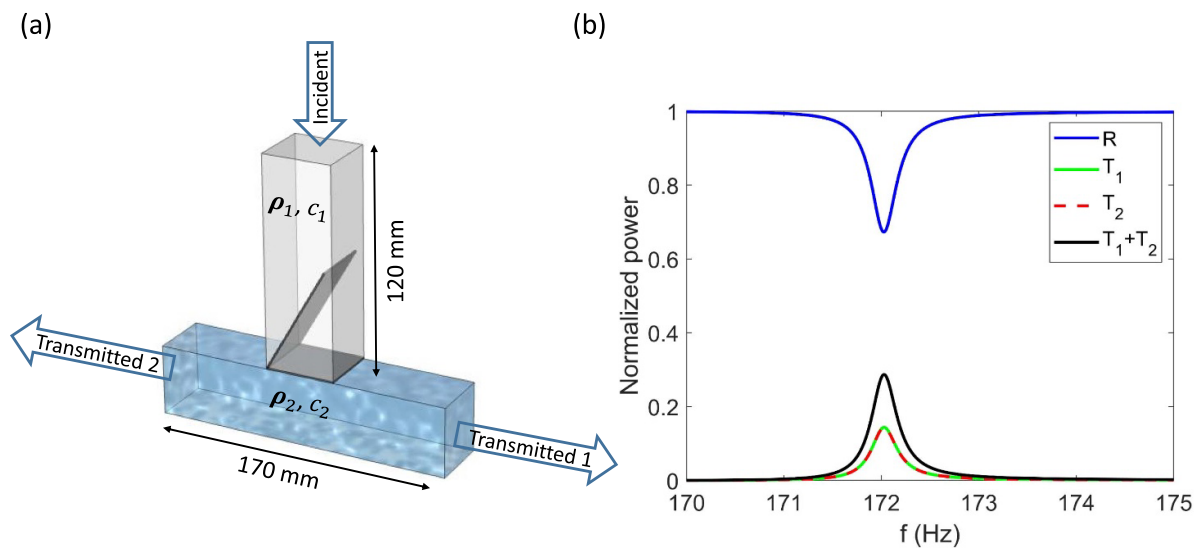 (a)
Incident
ρ₁, c₁
120 mm
Transmitted 2
ρ₂, c₂
Transmitted 1
170 mm
(b)
Normalized power
1
0.8
0.6
0.4
0.2
0
R
T₁
T₂
T₁+T₂
170 171 172 173 174 175
f (Hz)